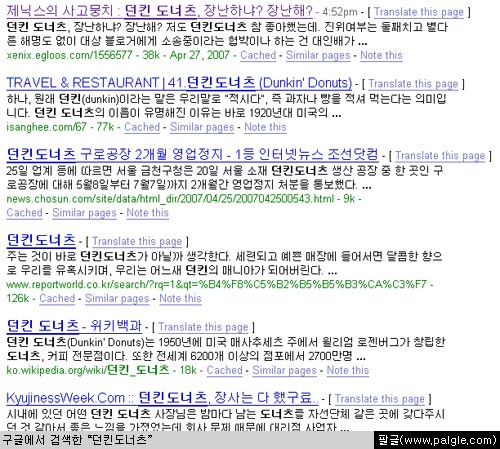 제닉스의 사고뭉치 : 던킨 도너츠, 장난하냐? 장난해? - 4:52pm - [ Translate this page ]
던킨 도너츠, 장난하냐? 장난해? 저도 던킨도너츠 참 좋아했는데. 진위여부는 둘째치고 별다
른 해명도 없이 대상 블로거에게 소송중이라는 협박이나 하는 건 대인배가 ...
xenix.egloos.com/1556577 - 38k - Apr 27, 2007 - Cached - Similar pages - Note this
TRAVEL & RESTAURANT | 41.던킨도너츠 (Dunkin' Donuts) - [ Translate this page ]
하나, 원래 던킨(dunkin)이라는 말은 우리말로 "적시다", 즉 과자나 빵을 적셔 먹는다는 의미입니
다. 던킨 도너츠의 이름이 유명해진 이유는 바로 1920년대 미국의 ...
isanghee.com/67 - 77k - Cached - Similar pages - Note this
던킨도너츠 구로공장 2개월 영업정지 - 1등 인터넷뉴스 조선닷컴 - [ Translate this page ]
25일 업계 등에 따르면 서울 금천구청은 20일 서울 소재 던킨도너츠 생산 공장 중 한 곳인 구
로공장에 대해 5월8일부터 7월7일까지 2개월간 영업정지 처분을 통보했다. ...
news.chosun.com/site/data/html_dir/2007/04/25/2007042500543.html - 9k -
Cached - Similar pages - Note this
던킨도너츠 - [ Translate this page ]
주는 것이 바로 던킨도너츠가 아닐까 생각한다. 세련되고 예쁜 매장에 들어서면 달콤한 향으
로 우리를 유혹시키며, 우리는 어느새 던킨의 매니아가 되어버린다. ...
www.reportworld.co.kr/search/?rq=1&qt=%B4%F8%C5%B2%B5%B5%B3%CA%C3%F7 -
126k - Cached - Similar pages - Note this
던킨 도너츠 - 위키백과 - [ Translate this page ]
던킨 도너츠(Dunkin' Donuts)는 1950년에 미국 매사추세츠 주에서 윌리엄 로젠버그가 창립한
도너츠, 커피 전문점이다. 또한 전세계 6200개 이상의 점포에서 2700만명 ...
ko.wikipedia.org/wiki/던킨_도너츠 - 18k - Cached - Similar pages - Note this
KyujinessWeek.Com :: 던킨도너츠, 장사는 다 했구료.. - [ Translate this page ]
시내에 있던 어떤 던킨 도너츠 사장님은 밤마다 남는 도너츠를 자선단체 같은 곳에 갖다주시
던 것 같아서 좋은 느낌을 가졌었는데 회사 문제 때문에 대리점 사업자 ...
구글에서 검색한 "던킨도너츠"
팔글(www.palgle.com)